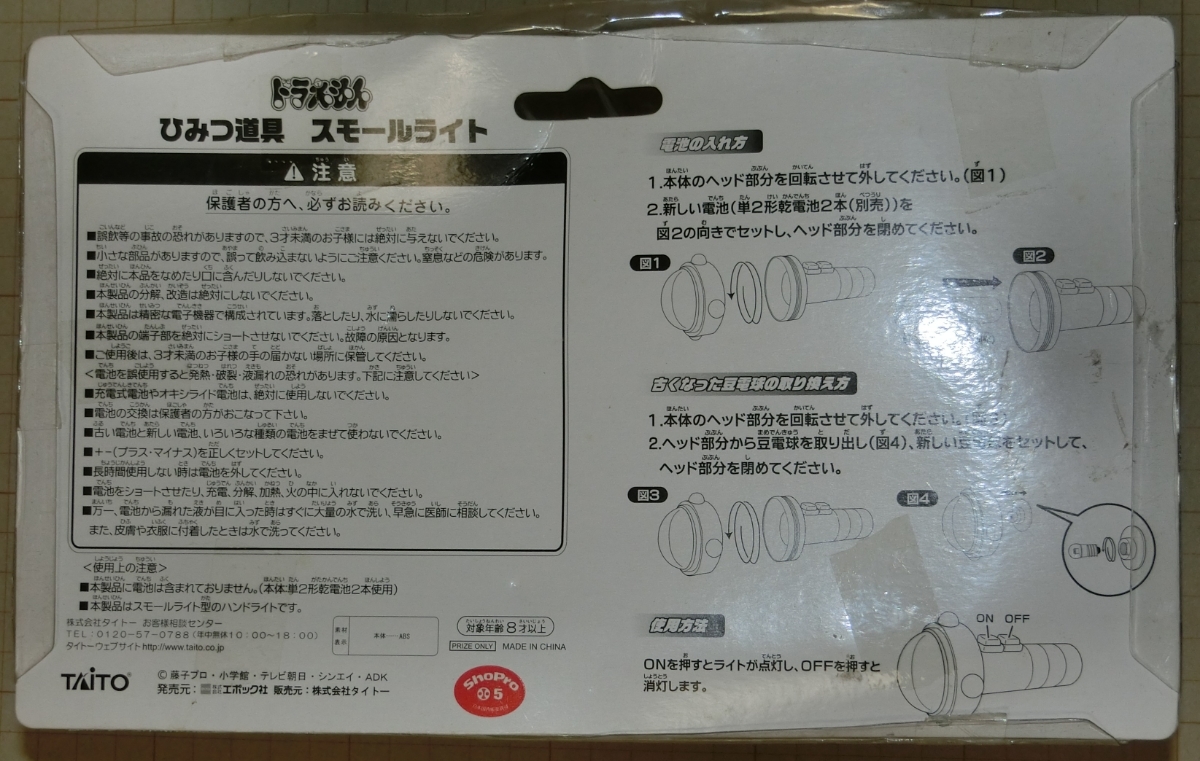 ドラえもん
ひみつ道具 スモールライト
注意
保護者の方へ、必ずお読みください。
■誤飲等の事故の恐れがありますので、3才未満のお子様には絶対に与えないでください。
■小さな部品がありますので、誤って飲み込まないようにご注意ください。窒息などの危険があります。
■絶対に本品をなめたり口に含んだりしないでください。
■本製品の分解、改造は絶対にしないでください。
■本製品は精密な電子機器で構成されています。落としたり、水に濡らしたりしないでください。
■本製品の端子部を絶対にショートさせないでください。故障の原因となります。
■ご使用後は、3才未満のお子様の手の届かない場所に保管してください。
<電池を誤使用すると発熱・破裂・液漏れの恐れがあります。下記に注意してください>
■充電式電池やオキシライド電池は、絶対に使用しないでください。
■電池の交換は保護者の方がおこなって下さい。
■古い電池と新しい電池、いろいろな種類の電池をまぜて使わないでください。
■+−(プラス・マイナス)を正しくセットしてください。
■長時間使用しない時は電池を外してください。
■電池をショートさせたり、充電、分解、加熱、火の中に入れないでください。
■万一、電池から漏れた液が目に入った時はすぐに大量の水で洗い、早急に医師に相談してください。
また、皮膚や衣服に付着したときは水で洗ってください。
<使用上の注意>
■本製品に電池は含まれておりません。(本体:単2形乾電池2本使用)
■本製品はスモールライト型のハンドライトです。
株式会社タイトー お客様相談センター
TEL:0120-57-0788(年中無休10:00〜18:00)
タイトーウェブサイトhttp://www.taito.co.jp
素材表示
本体……ABS
対象年齢8才以上
PRIZE ONLY MADE IN CHINA
TAITO
© 藤子プロ・小学館・テレビ朝日・シンエイ・ADK
発売元:株式会社エポック社 販売元:株式会社タイトー
ShoPro
5
電池の入れ方
1.本体のヘッド部分を回転させて外してください。(図1)
2.新しい電池(単2形乾電池2本(別売))を
図2の向きでセットし、ヘッド部分を閉めてください。
図1
図2
古くなった豆電球の取り換え方
1.本体のヘッド部分を回転させて外してください。
2.ヘッド部分から豆電球を取り出し(図4)、新しい豆をセットして、
ヘッド部分を閉めてください。
図3
図4
使用方法
ONを押すとライトが点灯し、OFFを押すと
消灯します。
ON OFF